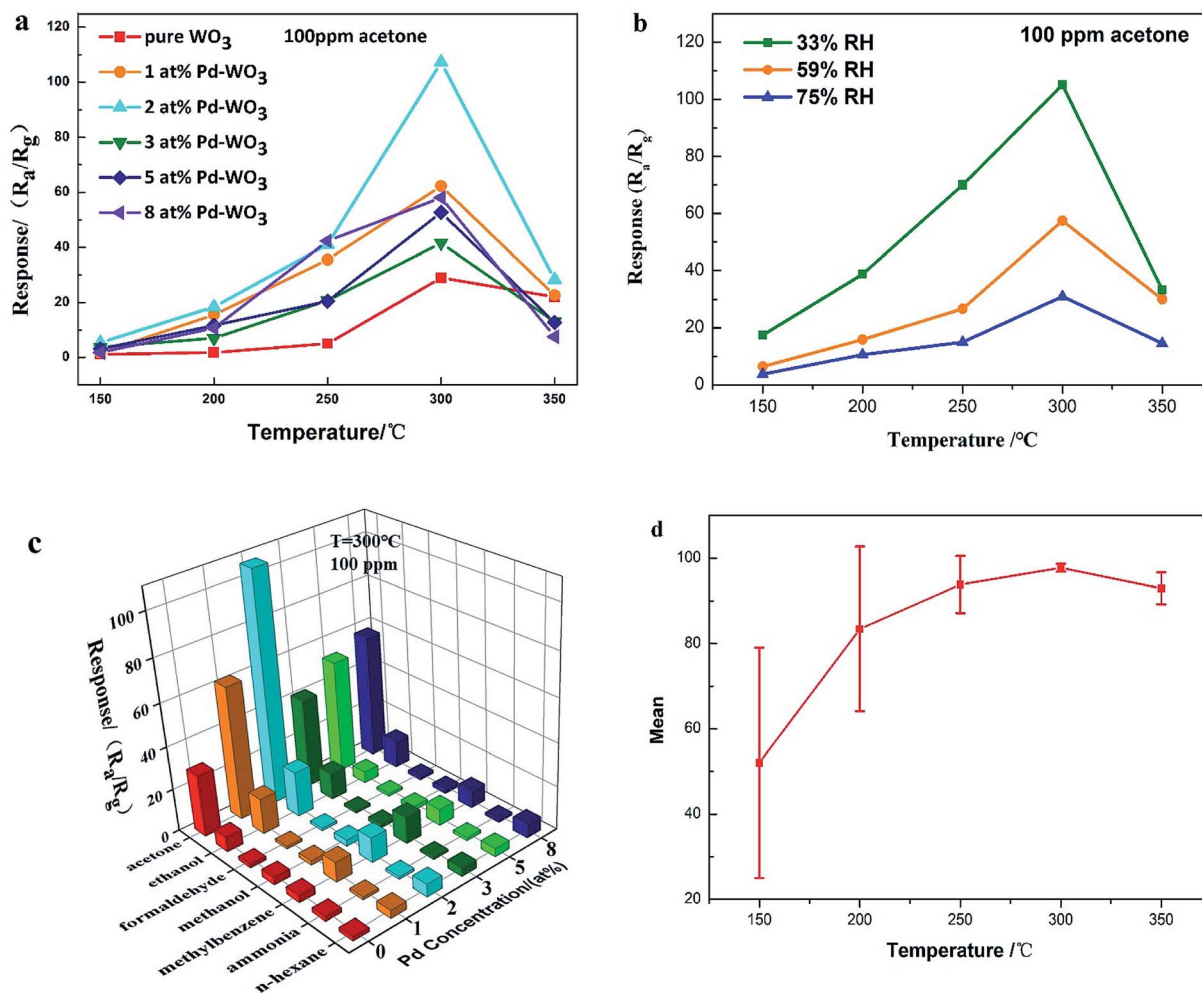 a
120
100
80
60
40
20
0
Response/（Ra/Rg）
pure WO3
1 at% Pd-WO3
2 at% Pd-WO3
3 at% Pd-WO3
5 at% Pd-WO3
8 at% Pd-WO3
100ppm acetone
150 200 250 300 350
Temperature/℃
b
120
100
80
60
40
20
0
Response（Ra/Rg）
33% RH
59% RH
75% RH
100 ppm acetone
150 200 250 300 350
Temperature /°C
c
T=300°C
100 ppm
100
80
60
40
20
0
Response/（Ra/Rg）
acetone
ethanol
formaldehyde
methanol
methylbenzene
ammonia
n-hexane
0
1
2
3
5
8
Pd Concentration/(at%)
d
100
80
60
40
20
Mean
150 200 250 300 350
Temperature /℃